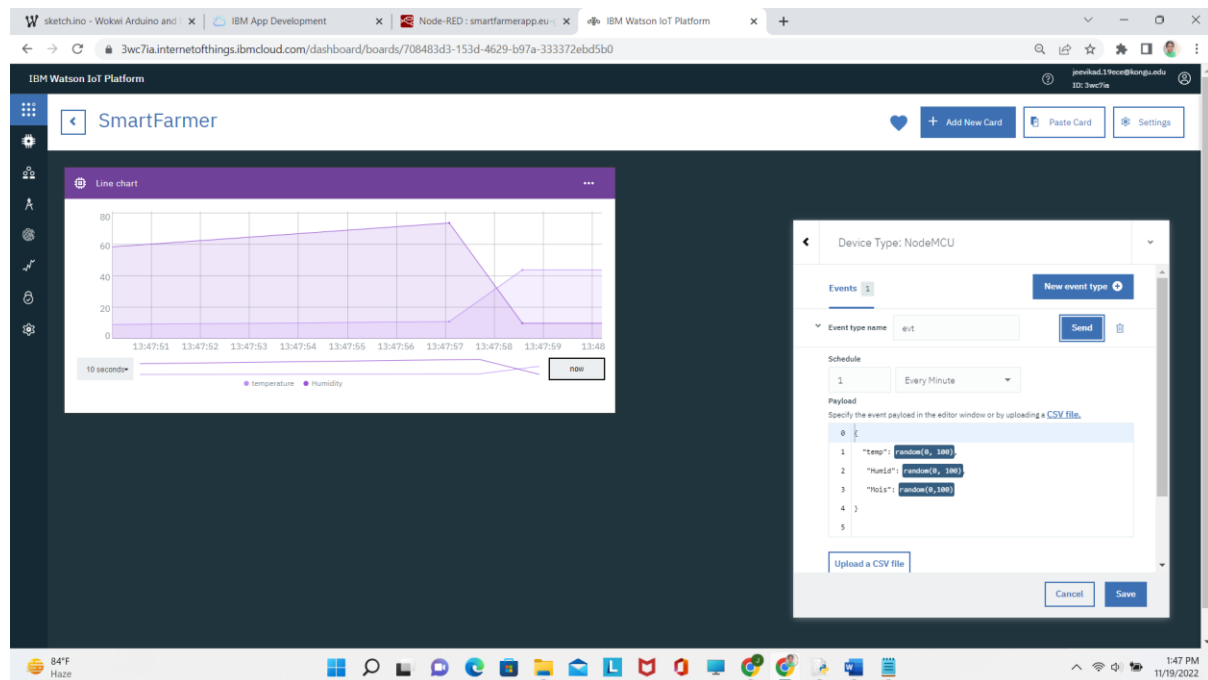 sketch.ino - Wokwi Arduino and
IBM App Development
Node-RED : smartfarmerapp.eu-g
IBM Watson IoT Platform
3wc7ia.internetofthings.ibmcloud.com/dashboard/boards/708483d3-153d-4629-b97a-333372ebd5b0
IBM Watson IoT Platform
jeevikad.19ece@kongu.edu
ID: 3wc7ia
SmartFarmer
Add New Card
Paste Card
Settings
Line chart
80
60
40
20
0
13:47:51 13:47:52 13:47:53 13:47:54 13:47:55 13:47:56 13:47:57 13:47:58 13:47:59 13:48
10 seconds
now
temperature Humidity
Device Type: NodeMCU
Events 1
New event type
Event type name evt Send
Schedule
1 Every Minute
Payload
Specify the event payload in the editor window or by uploading a CSV file.
0 {
1 "temp": random(0, 100),
2 "Humid": random(0, 100),
3 "Mois": random(0,100)
4 }
5
Upload a CSV file
Cancel Save
84°F
Haze
1:47 PM
11/19/2022